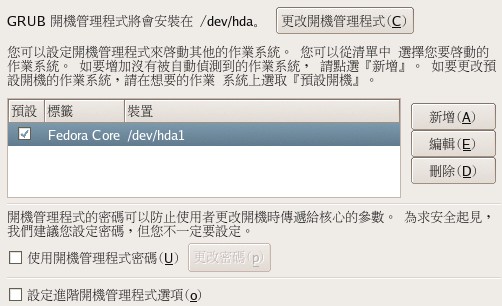 GRUB 開機管理程式將會安裝在 /dev/hda。 更改開機管理程式(C)
您可以設定開機管理程式來啓動其他的作業系統。 您可以從清單中 選擇您要啓動的
作業系統。 如要增加沒有被自動偵測到的作業系統， 請點選『新增』。 如要更改預
設開機的作業系統，請在想要的作業 系統上選取『預設開機』。
預設 標籤 裝置
Fedora Core /dev/hda1
新增(A)
編輯(E)
刪除(D)
開機管理程式的密碼可以防止使用者更改開機時傳遞給核心的參數。 為求安全起見，
我們建議您設定密碼，但您不一定要設定。
使用開機管理程式密碼(U) 更改密碼(p)
設定進階開機管理程式選項(o)